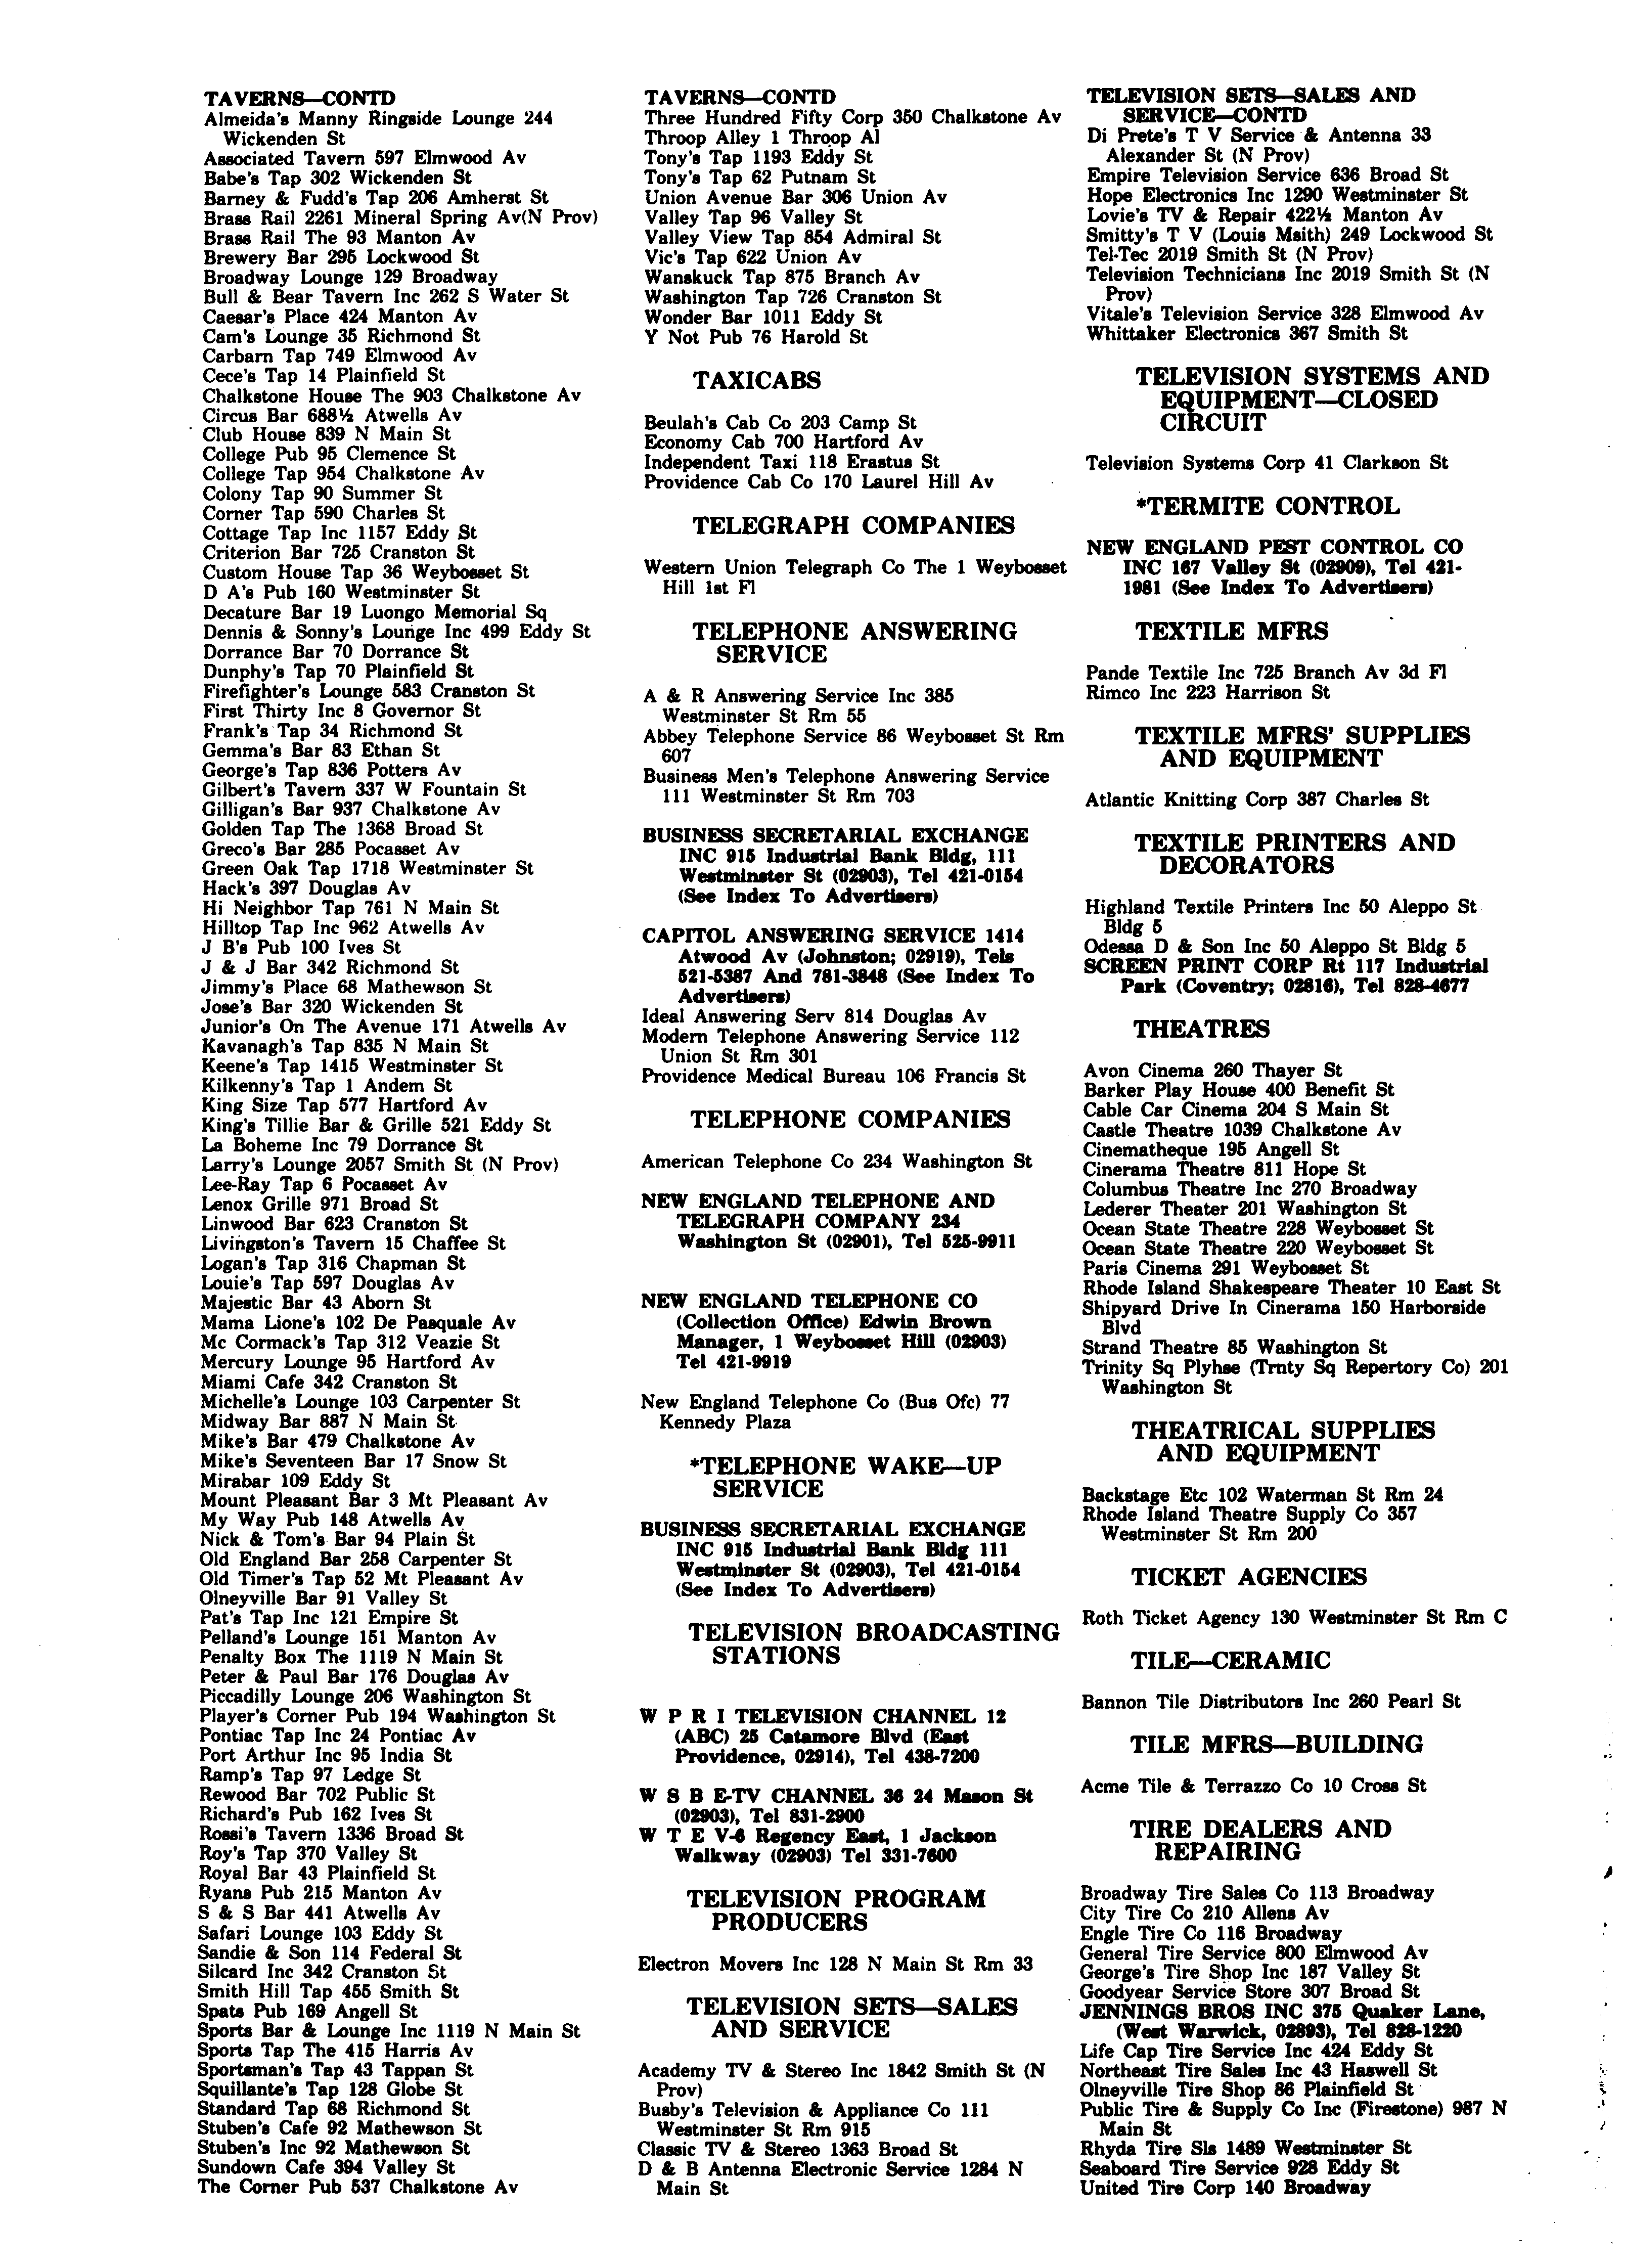 TAVERNS—CONTD
Almeida's Manny Ringside Lounge 244
Wickenden St
Associated Tavern 597 Elmwood Av
Babe's Tap 302 Wickenden St
Barney & Fudd's Tap 206 Amherst St
Brass Rail 2261 Mineral Spring Av(N Prov)
Brass Rail The 93 Manton Av
Brewery Bar 295 Lockwood St
Broadway Lounge 129 Broadway
Bull & Bear Tavern Inc 262 S Water St
Caesar's Place 424 Manton Av
Cam's Lounge 35 Richmond St
Carbarn Tap 749 Elmwood Av
Cece's Tap 14 Plainfield St
Chalkstone House The 903 Chalkstone Av
Circus Bar 688½ Atwells Av
Club House 839 N Main St
College Pub 95 Clemence St
College Tap 954 Chalkstone Av
Colony Tap 90 Summer St
Corner Tap 590 Charles St
Cottage Tap Inc 1157 Eddy St
Criterion Bar 725 Cranston St
Custom House Tap 36 Weybosset St
D A's Pub 160 Westminster St
Decature Bar 19 Luongo Memorial Sq
Dennis & Sonny's Lounge Inc 499 Eddy St
Dorrance Bar 70 Dorrance St
Dunphy's Tap 70 Plainfield St
Firefighter's Lounge 583 Cranston St
First Thirty Inc 8 Governor St
Frank's Tap 34 Richmond St
Gemma's Bar 83 Ethan St
George's Tap 836 Potters Av
Gilbert's Tavern 337 W Fountain St
Gilligan's Bar 937 Chalkstone Av
Golden Tap The 1368 Broad St
Greco's Bar 285 Pocasset Av
Green Oak Tap 1718 Westminster St
Hack's 397 Douglas Av
Hi Neighbor Tap 761 N Main St
Hilltop Tap Inc 962 Atwells Av
J B's Pub 100 Ives St
J & J Bar 342 Richmond St
Jimmy's Place 68 Mathewson St
Jose's Bar 320 Wickenden St
Junior's On The Avenue 171 Atwells Av
Kavanagh's Tap 835 N Main St
Keene's Tap 1415 Westminster St
Kilkenny's Tap 1 Andem St
King Size Tap 577 Hartford Av
King's Tillie Bar & Grille 521 Eddy St
La Boheme Inc 79 Dorrance St
Larry's Lounge 2057 Smith St (N Prov)
Lee-Ray Tap 6 Pocasset Av
Lenox Grille 971 Broad St
Linwood Bar 623 Cranston St
Livingston's Tavern 15 Chaffee St
Logan's Tap 316 Chapman St
Louie's Tap 597 Douglas Av
Majestic Bar 43 Aborn St
Mama Lione's 102 De Pasquale Av
Mc Cormack's Tap 312 Veazie St
Mercury Lounge 95 Hartford Av
Miami Cafe 342 Cranston St
Michelle's Lounge 103 Carpenter St
Midway Bar 887 N Main St
Mike's Bar 479 Chalkstone Av
Mike's Seventeen Bar 17 Snow St
Mirabar 109 Eddy St
Mount Pleasant Bar 3 Mt Pleasant Av
My Way Pub 148 Atwells Av
Nick & Tom's Bar 94 Plain St
Old England Bar 258 Carpenter St
Old Timer's Tap 52 Mt Pleasant Av
Olneyville Bar 91 Valley St
Pat's Tap Inc 121 Empire St
Pelland's Lounge 151 Manton Av
Penalty Box The 1119 N Main St
Peter & Paul Bar 176 Douglas Av
Piccadilly Lounge 206 Washington St
Player's Corner Pub 194 Washington St
Pontiac Tap Inc 24 Pontiac Av
Port Arthur Inc 95 India St
Ramp's Tap 97 Ledge St
Rewood Bar 702 Public St
Richard's Pub 162 Ives St
Rossi's Tavern 1336 Broad St
Roy's Tap 370 Valley St
Royal Bar 43 Plainfield St
Ryans Pub 215 Manton Av
S & S Bar 441 Atwells Av
Safari Lounge 103 Eddy St
Sandie & Son 114 Federal St
Silcard Inc 342 Cranston St
Smith Hill Tap 455 Smith St
Spats Pub 169 Angell St
Sports Bar & Lounge Inc 1119 N Main St
Sports Tap The 415 Harris Av
Sportsman's Tap 43 Tappan St
Squillante's Tap 128 Globe St
Standard Tap 68 Richmond St
Stuben's Cafe 92 Mathewson St
Stuben's Inc 92 Mathewson St
Sundown Cafe 394 Valley St
The Corner Pub 537 Chalkstone Av
TAVERNS—CONTD
Three Hundred Fifty Corp 350 Chalkstone Av
Throop Alley 1 Throop Al
Tony's Tap 1193 Eddy St
Tony's Tap 62 Putnam St
Union Avenue Bar 306 Union Av
Valley Tap 96 Valley St
Valley View Tap 854 Admiral St
Vic's Tap 622 Union Av
Wanskuck Tap 875 Branch Av
Washington Tap 726 Cranston St
Wonder Bar 1011 Eddy St
Y Not Pub 76 Harold St
TAXICABS
Beulah's Cab Co 203 Camp St
Economy Cab 700 Hartford Av
Independent Taxi 118 Erastus St
Providence Cab Co 170 Laurel Hill Av
TELEGRAPH COMPANIES
Western Union Telegraph Co The 1 Weybosset
Hill 1st Fl
TELEPHONE ANSWERING
SERVICE
A & R Answering Service Inc 385
Westminster St Rm 55
Abbey Telephone Service 86 Weybosset St Rm
607
Business Men's Telephone Answering Service
111 Westminster St Rm 703
BUSINESS SECRETARIAL EXCHANGE
INC 915 Industrial Bank Bldg, 111
Westminster St (02903), Tel 421-0154
(See Index To Advertisers)
CAPITOL ANSWERING SERVICE 1414
Atwood Av (Johnston; 02919), Tels
521-5387 And 781-3848 (See Index To
Advertisers)
Ideal Answering Serv 814 Douglas Av
Modern Telephone Answering Service 112
Union St Rm 301
Providence Medical Bureau 106 Francis St
TELEPHONE COMPANIES
American Telephone Co 234 Washington St
NEW ENGLAND TELEPHONE AND
TELEGRAPH COMPANY 234
Washington St (02901), Tel 525-9911
NEW ENGLAND TELEPHONE CO
(Collection Office) Edwin Brown
Manager, 1 Weybosset Hill (02903)
Tel 421-9919
New England Telephone Co (Bus Ofc) 77
Kennedy Plaza
*TELEPHONE WAKE—UP
SERVICE
BUSINESS SECRETARIAL EXCHANGE
INC 915 Industrial Bank Bldg 111
Westminster St (02903), Tel 421-0154
(See Index To Advertisers)
TELEVISION BROADCASTING
STATIONS
W P R I TELEVISION CHANNEL 12
(ABC) 25 Catamore Blvd (East
Providence, 02914), Tel 438-7200
W S B E-TV CHANNEL 36 24 Mason St
(02903), Tel 831-2900
W T E V-6 Regency East, 1 Jackson
Walkway (02903) Tel 331-7600
TELEVISION PROGRAM
PRODUCERS
Electron Movers Inc 128 N Main St Rm 33
TELEVISION SETS—SALES
AND SERVICE
Academy TV & Stereo Inc 1842 Smith St (N
Prov)
Busby's Television & Appliance Co 111
Westminster St Rm 915
Classic TV & Stereo 1363 Broad St
D & B Antenna Electronic Service 1284 N
Main St
TELEVISION SETS—SALES AND
SERVICE—CONTD
Di Prete's T V Service & Antenna 33
Alexander St (N Prov)
Empire Television Service 636 Broad St
Hope Electronics Inc 1290 Westminster St
Lovie's TV & Repair 422½ Manton Av
Smitty's T V (Louis Msith) 249 Lockwood St
Tel-Tec 2019 Smith St (N Prov)
Television Technicians Inc 2019 Smith St (N
Prov)
Vitale's Television Service 328 Elmwood Av
Whittaker Electronics 367 Smith St
TELEVISION SYSTEMS AND
EQUIPMENT—CLOSED
CIRCUIT
Television Systems Corp 41 Clarkson St
*TERMITE CONTROL
NEW ENGLAND PEST CONTROL CO
INC 167 Valley St (02909), Tel 421-
1981 (See Index To Advertisers)
TEXTILE MFRS
Pande Textile Inc 725 Branch Av 3d Fl
Rimco Inc 223 Harrison St
TEXTILE MFRS' SUPPLIES
AND EQUIPMENT
Atlantic Knitting Corp 387 Charles St
TEXTILE PRINTERS AND
DECORATORS
Highland Textile Printers Inc 50 Aleppo St
Bldg 5
Odessa D & Son Inc 50 Aleppo St Bldg 5
SCREEN PRINT CORP Rt 117 Industrial
Park (Coventry; 02816), Tel 828-4677
THEATRES
Avon Cinema 260 Thayer St
Barker Play House 400 Benefit St
Cable Car Cinema 204 S Main St
Castle Theatre 1039 Chalkstone Av
Cinematheque 195 Angell St
Cinerama Theatre 811 Hope St
Columbus Theatre Inc 270 Broadway
Lederer Theater 201 Washington St
Ocean State Theatre 228 Weybosset St
Ocean State Theatre 220 Weybosset St
Paris Cinema 291 Weybosset St
Rhode Island Shakespeare Theater 10 East St
Shipyard Drive In Cinerama 150 Harborside
Blvd
Strand Theatre 85 Washington St
Trinity Sq Plyhse (Trnty Sq Repertory Co) 201
Washington St
THEATRICAL SUPPLIES
AND EQUIPMENT
Backstage Etc 102 Waterman St Rm 24
Rhode Island Theatre Supply Co 357
Westminster St Rm 200
TICKET AGENCIES
Roth Ticket Agency 130 Westminster St Rm C
TILE—CERAMIC
Bannon Tile Distributors Inc 260 Pearl St
TILE MFRS—BUILDING
Acme Tile & Terrazzo Co 10 Cross St
TIRE DEALERS AND
REPAIRING
Broadway Tire Sales Co 113 Broadway
City Tire Co 210 Allens Av
Engle Tire Co 116 Broadway
General Tire Service 800 Elmwood Av
George's Tire Shop Inc 187 Valley St
Goodyear Service Store 307 Broad St
JENNINGS BROS INC 375 Quaker Lane,
(West Warwick, 02893), Tel 828-1220
Life Cap Tire Service Inc 424 Eddy St
Northeast Tire Sales Inc 43 Haswell St
Olneyville Tire Shop 86 Plainfield St
Public Tire & Supply Co Inc (Firestone) 987 N
Main St
Rhyda Tire Sls 1489 Westminster St
Seaboard Tire Service 928 Eddy St
United Tire Corp 140 Broadway